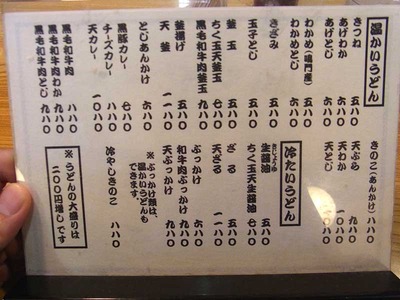 温かいうどん
きつね 五八〇
あげわか 六八〇
あげとじ 六八〇
わかめ(鳴門産) 五八〇
わかめとじ 六八〇
きざみ 五八〇
玉子とじ 五八〇
釜玉 五八〇
ちく玉天釜玉 七八〇
黒毛和牛肉釜玉 九八〇
釜揚げ 五八〇
天釜 一一八〇
とじあんかけ 六八〇
黒豚カレー 七八〇
チーズカレー 八八〇
天カレー 一〇八〇
黒毛和牛肉 八八〇
黒毛和牛肉わか 九八〇
黒毛和牛肉とじ 九八〇
きのこ(あんかけ) 八八〇
天ぷら 九八〇
天わか 一〇八〇
天とじ 九八〇
冷たいうどん
生醤油 五八〇
ちく玉天生醤油 七八〇
ざる 五八〇
天ざる 一一八〇
ぶっかけ 六八〇
和牛肉ぶっかけ 九八〇
天ぶっかけ 一一八〇
※ぶっかけ類は、
温かいうどんも
できます。
冷やしきのこ 八八〇
※うどんの大盛りは
二〇〇円増しです